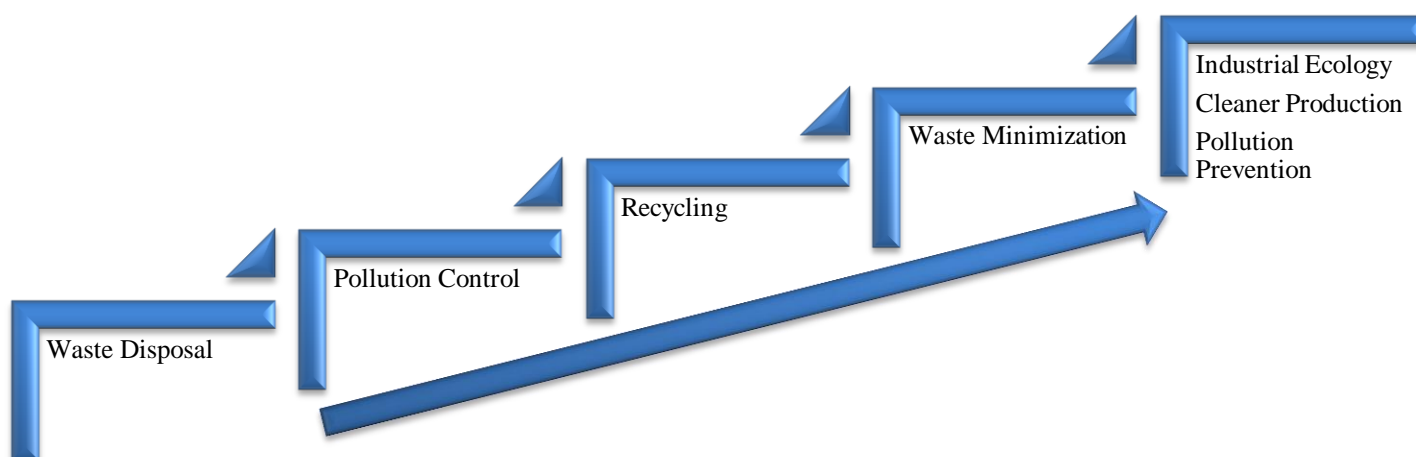 Waste Disposal
Pollution Control
Recycling
Waste Minimization
Industrial Ecology
Cleaner Production
Pollution
Prevention